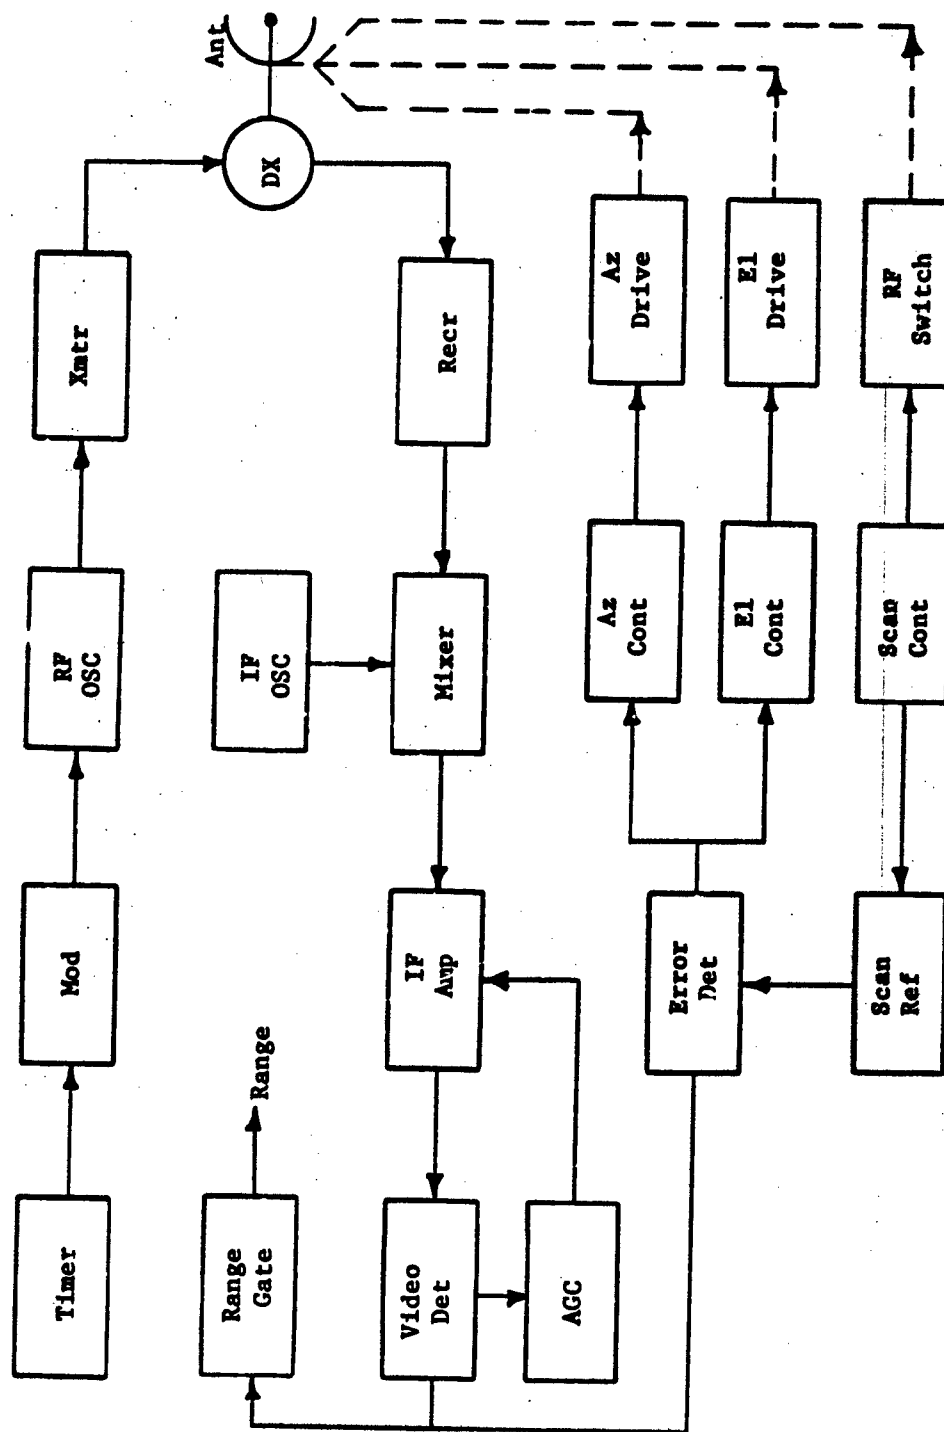 Timer
Mod
RF
OSC
Xmtr
Ant
DX
Range
Gate
Range
IF
OSC
Video
Det
IF
Amp
Mixer
Recr
AGC
Error
Det
Az
Cont
Az
Drive
El
Cont
El
Drive
Scan
Ref
Scan
Cont
RF
Switch